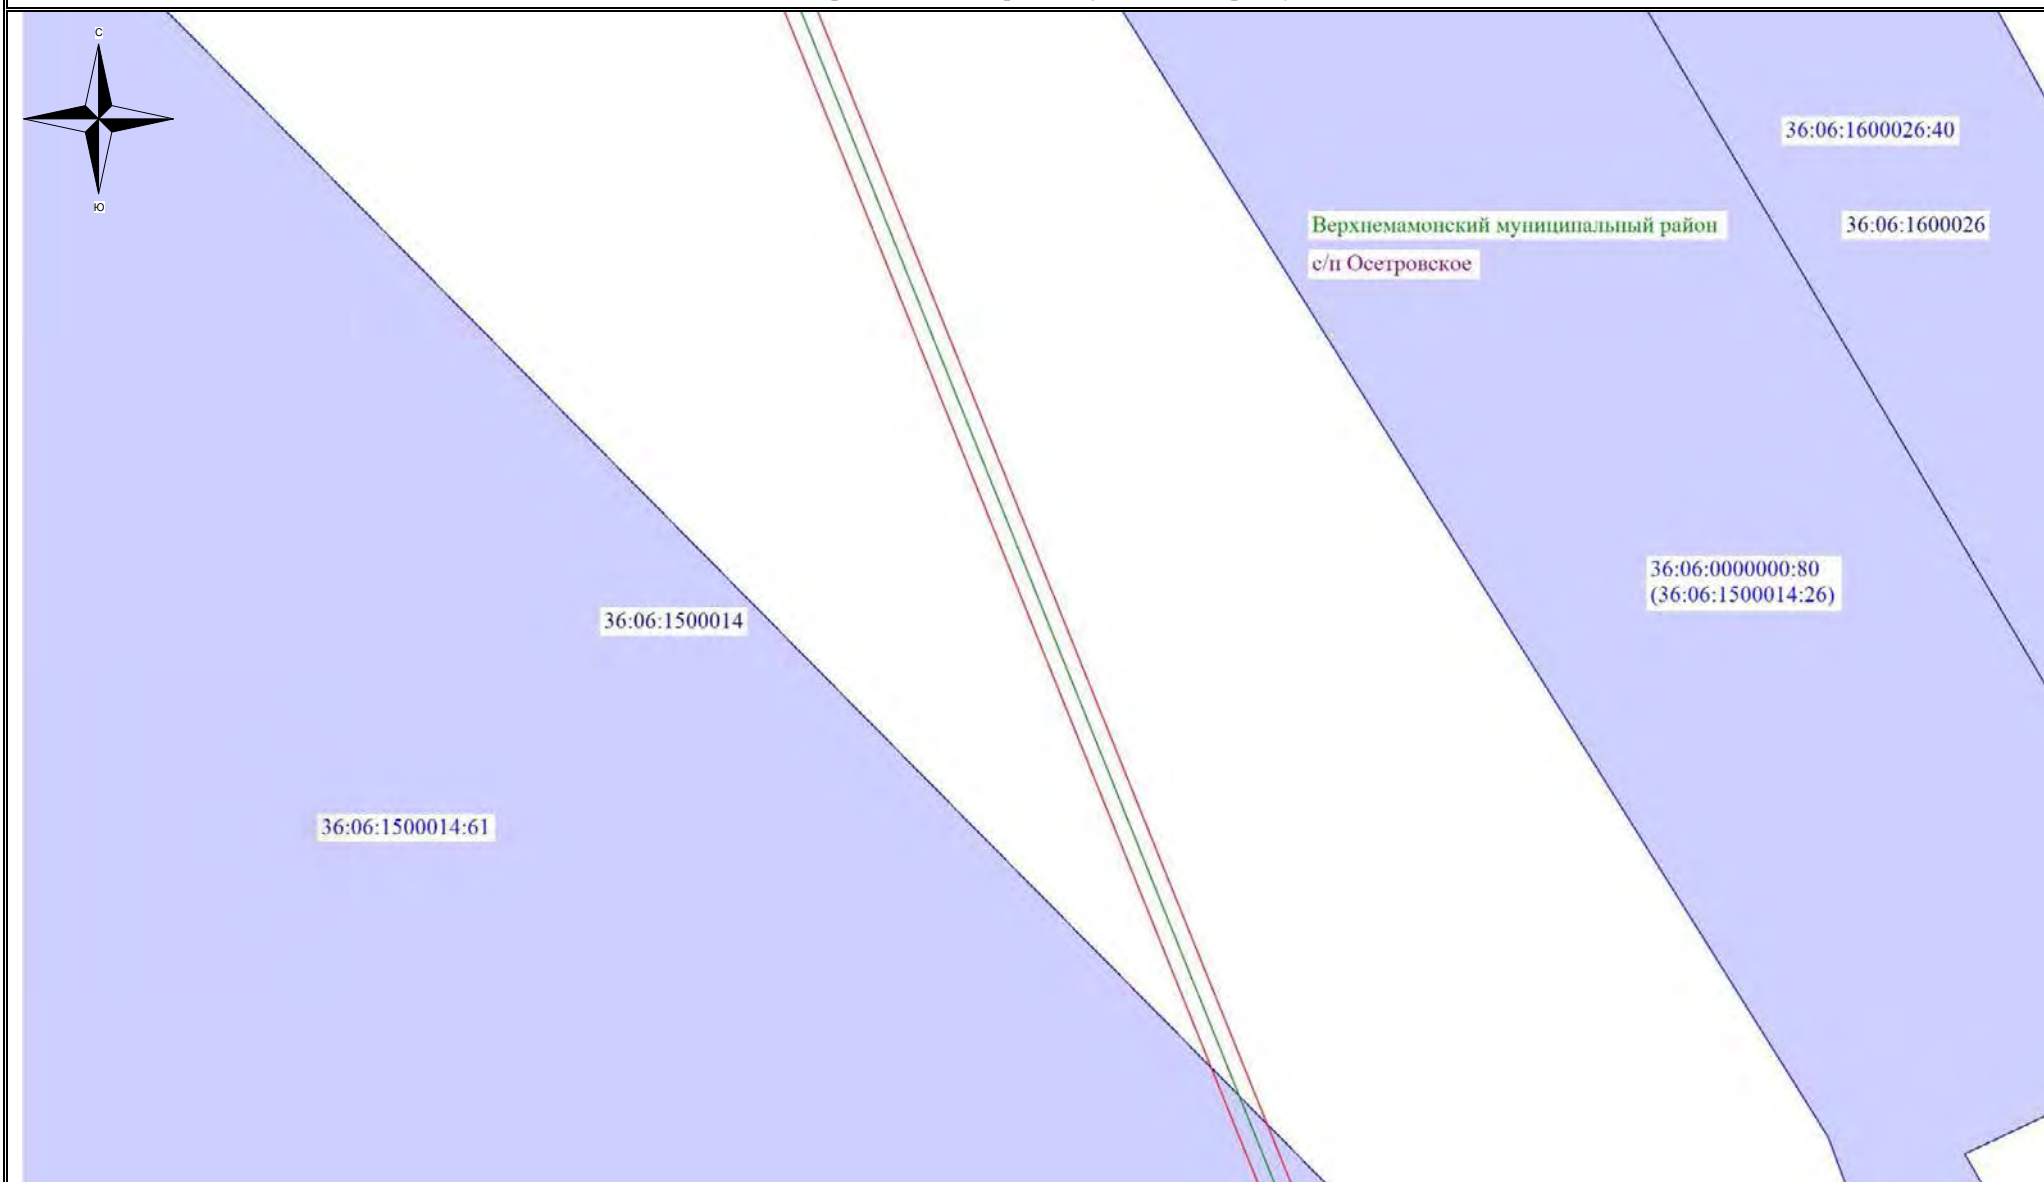 С
Ю
36:06:1600026:40
Верхнемамонский муниципальный район
36:06:1600026
с/п Осетровское
36:06:0000000:80
(36:06:1500014:26)
36:06:1500014
36:06:1500014:61